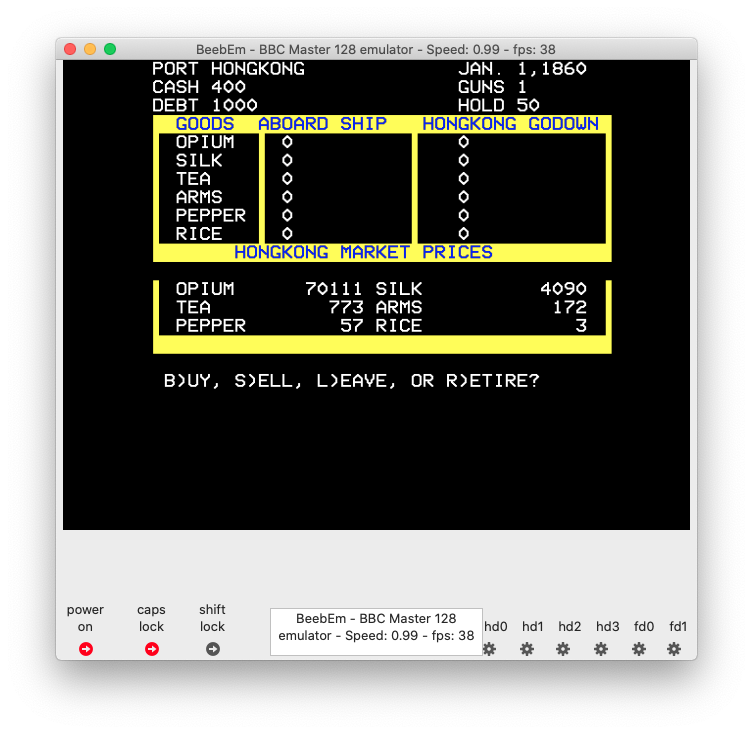 BeebEm - BBC Master 128 emulator - Speed: 0.99 - fps: 38
PORT HONGKONG JAN. 1,1860
CASH 400 GUNS 1
DEBT 1000 HOLD 50
GOODS ABOARD SHIP HONGKONG GODOWN
OPIUM 0 0
SILK 0 0
TEA 0 0
ARMS 0 0
PEPPER 0 0
RICE 0 0
HONGKONG MARKET PRICES
OPIUM 70111 SILK 4090
TEA 773 ARMS 172
PEPPER 57 RICE 3
B)UY, S)ELL, L)EAVE, OR R)ETIRE?
power on
caps lock
shift lock
BeebEm - BBC Master 128
emulator - Speed: 0.99 - fps: 38
hd0 hd1 hd2 hd3 fd0 fd1